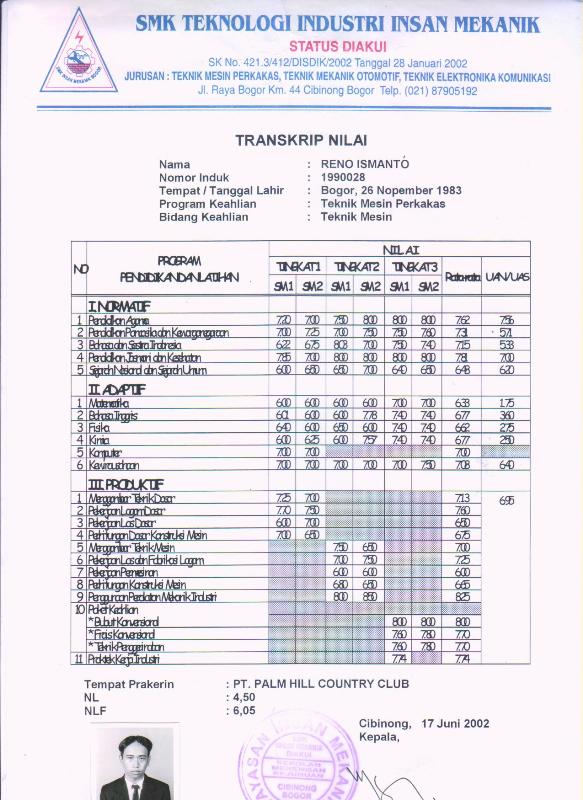 SMK TEKNOLOGI INDUSTRI INSAN MEKANIK
STATUS DIAKUI
SK No. 421.3/412/DISDIK/2002 Tanggal 28 Januari 2002
JURUSAN : TEKNIK MESIN PERKAKAS, TEKNIK MEKANIK OTOMOTIF, TEKNIK ELEKTRONIKA KOMUNIKASI
Jl. Raya Bogor Km. 44 Cibinong Bogor Telp. (021) 87905192
TRANSKRIP NILAI
Nama : RENO ISMANTO
Nomor Induk : 1990028
Tempat / Tanggal Lahir : Bogor, 26 Nopember 1983
Program Keahlian : Teknik Mesin Perkakas
Bidang Keahlian : Teknik Mesin
NO PROGRAM PENDIDIKAN DAN LATIHAN NILAI
TINGKAT 1 TINGKAT 2 TINGKAT 3 Rata-rata UAN/UAS
SM1 SM2 SM1 SM2 SM1 SM2
I. NORMATIF
1 Pendidikan Agama 7.20 7.00 7.50 8.00 8.00 8.00 7.62 7.56
2 Pendidikan Pancasila dan Kewarganegaraan 7.00 7.25 7.00 7.50 7.50 7.60 7.31 5.71
3 Bahasa dan Sastra Indonesia 6.22 6.75 8.03 7.00 7.50 7.40 7.15 5.33
4 Pendidikan Jasmani dan Kesehatan 7.85 7.00 8.00 8.00 8.00 8.00 7.81 7.00
5 Sejarah Nasional dan Sejarah Umum 6.00 6.50 6.50 7.00 6.40 6.50 6.48 6.20
II. ADAPTIF
1 Matematika 6.00 6.00 6.00 6.00 7.00 7.00 6.33 1.75
2 Bahasa Inggris 6.01 6.00 6.00 7.78 7.40 7.40 6.77 3.60
3 Fisika 6.40 6.00 6.50 6.00 7.40 7.40 6.62 2.75
4 Kimia 6.00 6.25 6.00 7.57 7.40 7.40 6.77 2.50
5 Komputer 7.00 7.00 7.00
6 Kewirausahaan 7.00 7.00 7.00 7.00 7.00 7.50 7.08 6.40
III. PRODUKTIF
1 Menggambar Teknik Dasar 7.25 7.00 7.13 6.95
2 Pekerjaan Logam Dasar 7.70 7.50 7.60
3 Pekerjaan Las Dasar 6.00 7.00 6.50
4 Perhitungan Dasar Konstruksi Mesin 7.00 6.50 6.75
5 Menggambar Teknik Mesin 7.50 6.50 7.00
6 Pekerjaan Las dan Fabrikasi Logam 7.00 7.50 7.25
7 Pekerjaan Pemesinan 6.00 6.00 6.00
8 Perhitungan Konstruksi Mesin 6.80 6.50 6.65
9 Penggunaan Peralatan Mekanik Industri 8.00 8.50 8.25
10 Paket Keahlian
* Bubut Konvensional 8.00 8.00 8.00
* Frais Konvensional 7.60 7.80 7.70
* Teknik Penggerindaan 7.60 7.80 7.70
11 Praktek Kerja Industri 7.74 7.74
Tempat Prakerin : PT. PALM HILL COUNTRY CLUB
NL : 4,50
NLF : 6,05
Cibinong, 17 Juni 2002
Kepala,
YAYASAN INSAN MEKANIK
DIAKUI
SEKOLAH
MENENGAH
KEJURUAN
CIBINONG
BOGOR